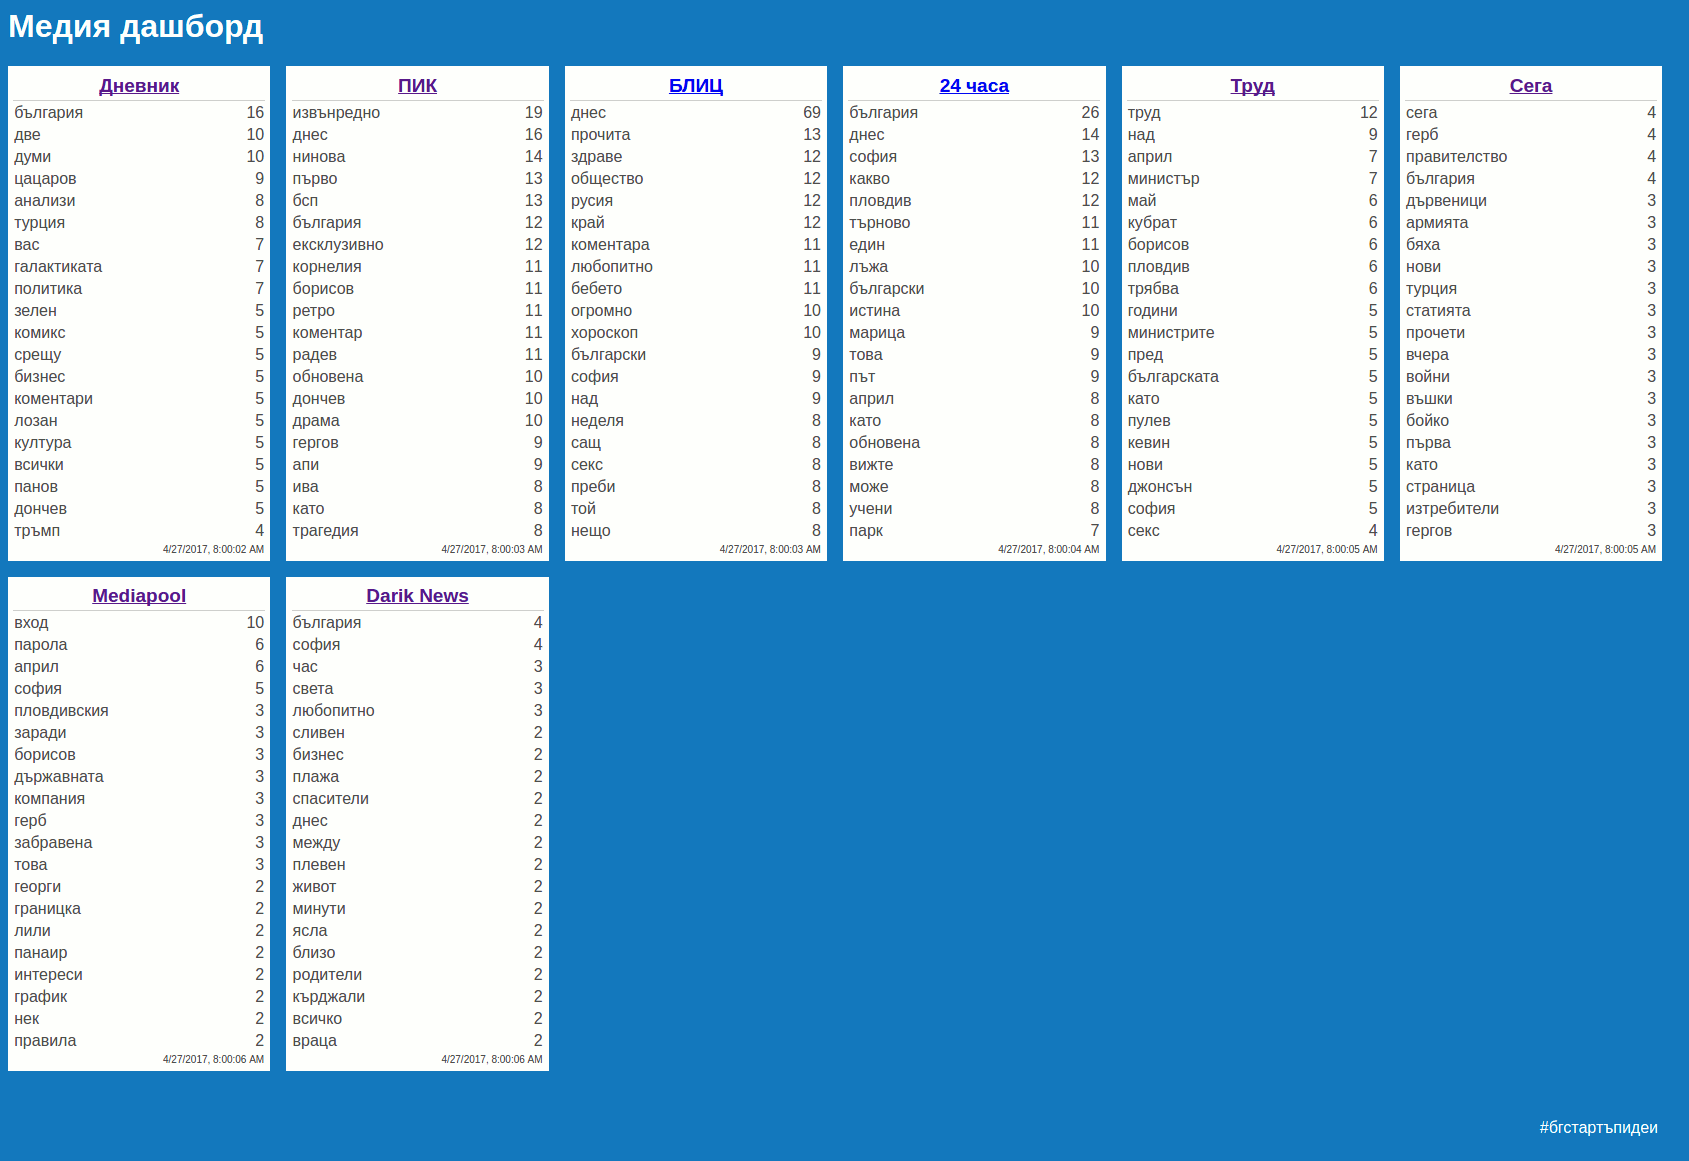 Медия дашборд
Дневник
българия 16
две 10
думи 10
цацаров 9
анализи 8
турция 8
вас 7
галактиката 7
политика 7
зелен 5
комикс 5
срещу 5
бизнес 5
коментари 5
лозан 5
култура 5
всички 5
панов 5
дончев 5
тръмп 4
4/27/2017, 8:00:02 AM
ПИК
извънредно 19
днес 16
нинова 14
първо 13
бсп 13
българия 12
ексклузивно 12
корнелия 11
борисов 11
ретро 11
коментар 11
радев 11
обновена 10
дончев 10
драма 10
гергов 9
апи 9
ива 8
като 8
трагедия 8
4/27/2017, 8:00:03 AM
БЛИЦ
днес 69
прочита 13
здраве 12
общество 12
русия 12
край 12
коментара 11
любопитно 11
бебето 11
огромно 10
хороскоп 10
български 9
софия 9
над 9
неделя 8
сащ 8
секс 8
преби 8
той 8
нещо 8
4/27/2017, 8:00:03 AM
24 часа
българия 26
днес 14
софия 13
какво 12
пловдив 12
търново 11
един 11
лъжа 10
български 10
истина 10
марица 9
това 9
път 9
април 8
като 8
обновена 8
вижте 8
може 8
учени 8
парк 7
4/27/2017, 8:00:04 AM
Труд
труд 12
над 9
април 7
министър 7
май 6
кубрат 6
борисов 6
пловдив 6
трябва 6
години 5
министрите 5
пред 5
българската 5
като 5
пулев 5
кевин 5
нови 5
джонсън 5
софия 5
секс 4
4/27/2017, 8:00:05 AM
Сега
сега 4
герб 4
правителство 4
българия 4
дървеници 3
армията 3
бяха 3
нови 3
турция 3
статията 3
прочети 3
вчера 3
войни 3
въшки 3
бойко 3
първа 3
като 3
страница 3
изтребители 3
гергов 3
4/27/2017, 8:00:05 AM
Mediapool
вход 10
парола 6
април 6
софия 5
пловдивския 3
заради 3
борисов 3
държавната 3
компания 3
герб 3
забравена 3
това 3
георги 2
границка 2
лили 2
панаир 2
интереси 2
график 2
нек 2
правила 2
4/27/2017, 8:00:06 AM
Darik News
българия 4
софия 4
час 3
света 3
любопитно 3
сливен 2
бизнес 2
плажа 2
спасители 2
днес 2
между 2
плевен 2
живот 2
минути 2
ясла 2
близо 2
родители 2
кърджали 2
всичко 2
враца 2
4/27/2017, 8:00:06 AM
#бгстартъпидеи